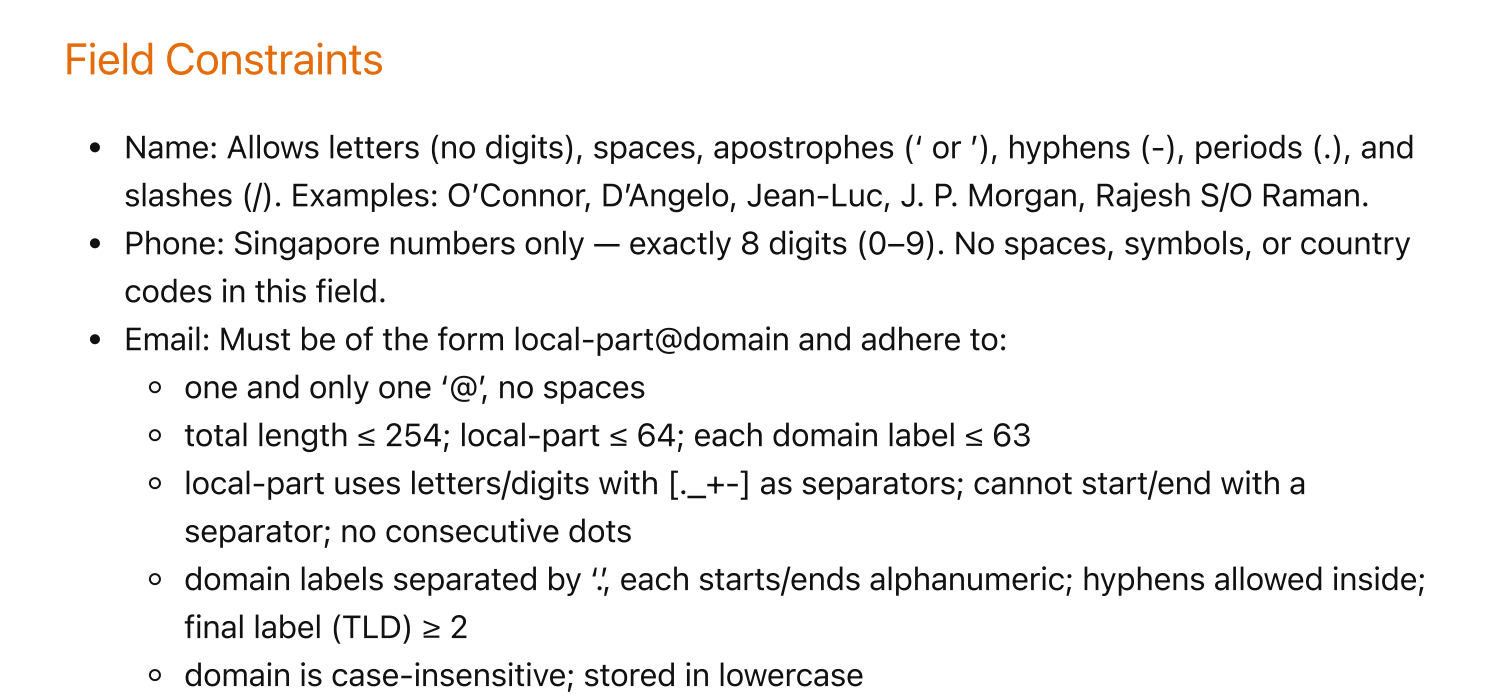 Field Constraints
• Name: Allows letters (no digits), spaces, apostrophes (‘ or ’), hyphens (-), periods (.), and
slashes (/). Examples: O’Connor, D’Angelo, Jean-Luc, J. P. Morgan, Rajesh S/O Raman.
• Phone: Singapore numbers only — exactly 8 digits (0–9). No spaces, symbols, or country
codes in this field.
• Email: Must be of the form local-part@domain and adhere to:
◦ one and only one ‘@’, no spaces
◦ total length ≤ 254; local-part ≤ 64; each domain label ≤ 63
◦ local-part uses letters/digits with [._+-] as separators; cannot start/end with a
separator; no consecutive dots
◦ domain labels separated by ‘.’, each starts/ends alphanumeric; hyphens allowed inside;
final label (TLD) ≥ 2
◦ domain is case-insensitive; stored in lowercase